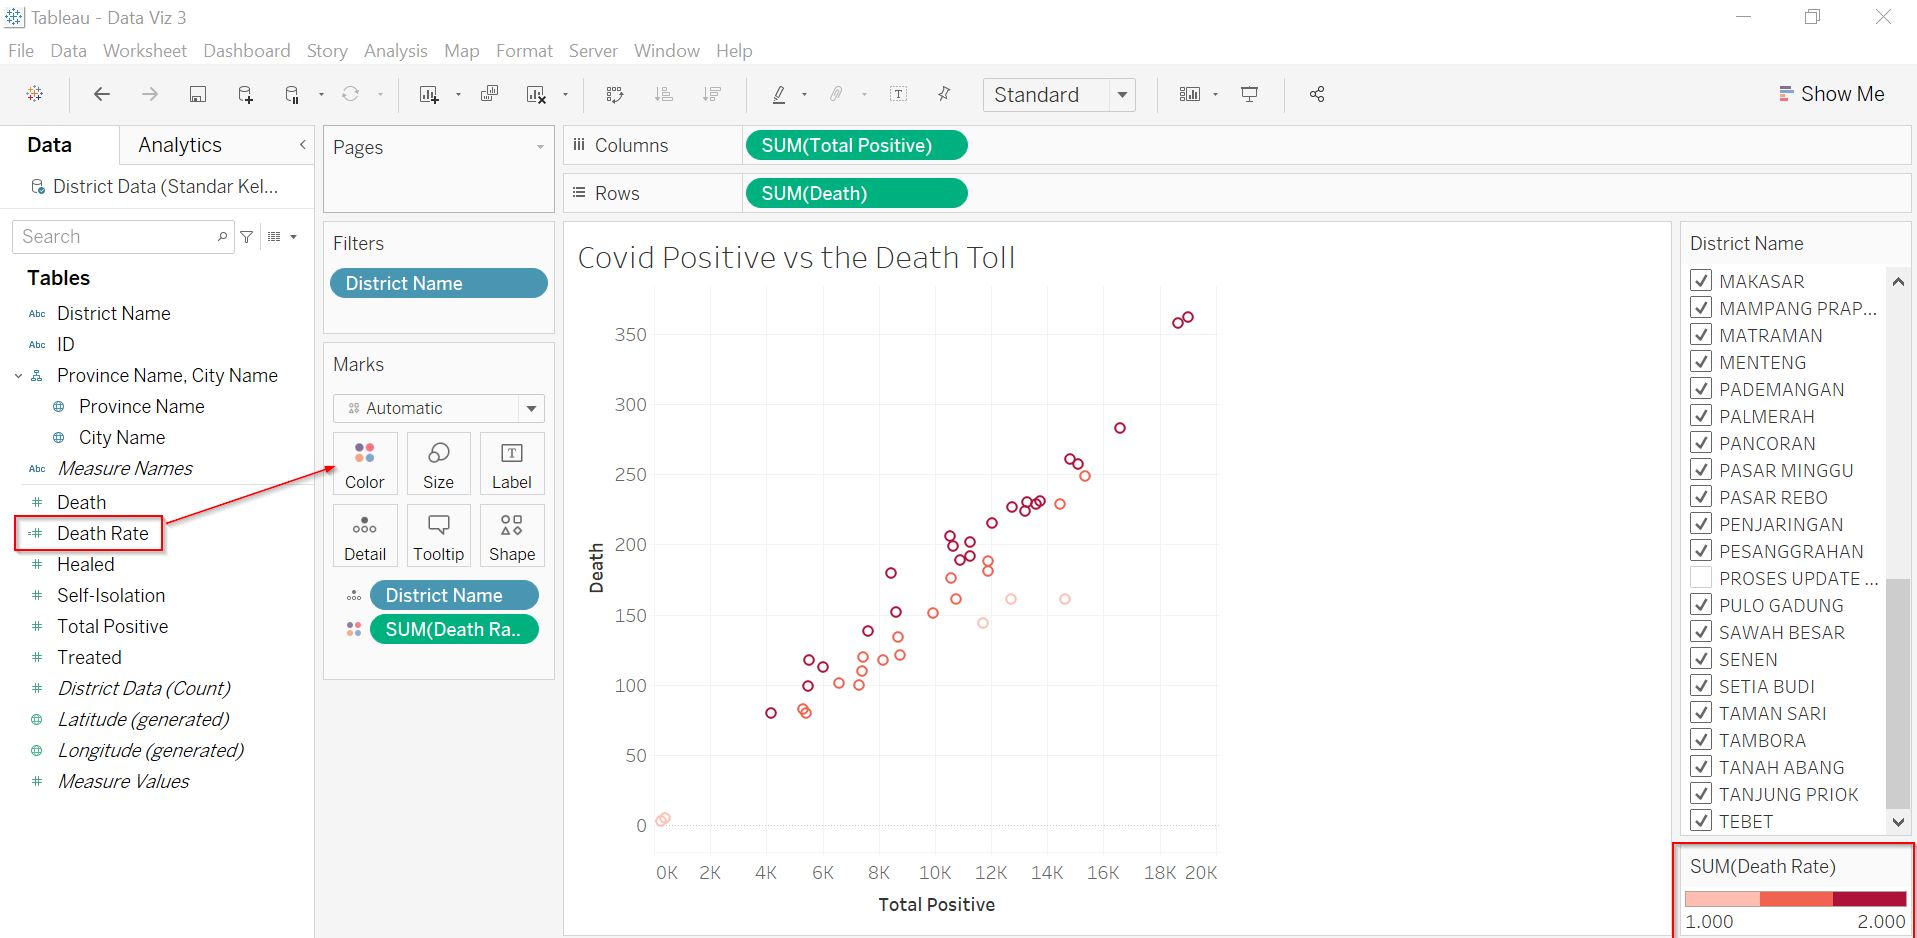 Tableau - Data Viz 3
File Data Worksheet Dashboard Story Analysis Map Format Server Window Help
Standard
Show Me
Data Analytics
District Data (Standar Kel...
Search
Tables
Abc District Name
Abc ID
Province Name, City Name
Province Name
City Name
Abc Measure Names
# Death
=# Death Rate
# Healed
# Self-Isolation
# Total Positive
# Treated
# District Data (Count)
Latitude (generated)
Longitude (generated)
# Measure Values
Pages
Filters
District Name
Marks
Automatic
Color Size Label
Detail Tooltip Shape
District Name
SUM(Death Ra..
Columns SUM(Total Positive)
Rows SUM(Death)
Covid Positive vs the Death Toll
350
300
250
200
150
100
50
0
Death
0K 2K 4K 6K 8K 10K 12K 14K 16K 18K 20K
Total Positive
District Name
MAKASAR
MAMPANG PRAP...
MATRAMAN
MENTENG
PADEMANGAN
PALMERAH
PANCORAN
PASAR MINGGU
PASAR REBO
PENJARINGAN
PESANGGRAHAN
PROSES UPDATE ...
PULO GADUNG
SAWAH BESAR
SENEN
SETIA BUDI
TAMAN SARI
TAMBORA
TANAH ABANG
TANJUNG PRIOK
TEBET
SUM(Death Rate)
1.000 2.000